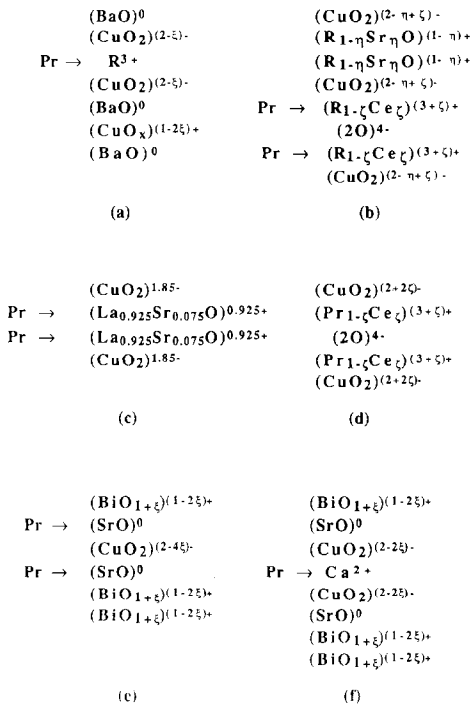 (BaO)⁰
(CuO₂)⁽²⁻ξ⁾⁻
Pr → R³⁺
(CuO₂)⁽²⁻ξ⁾⁻
(BaO)⁰
(CuOₓ)⁽¹⁻²ξ⁾⁺
(BaO)⁰
(a)
(CuO₂)⁽²⁻η⁺ζ⁾⁻
(R₁₋ηSrηO)⁽¹⁻η⁾⁺
(R₁₋ηSrηO)⁽¹⁻η⁾⁺
(CuO₂)⁽²⁻η⁺ζ⁾⁻
Pr → (R₁₋ζCeζ)⁽³⁺ζ⁾⁺
(2O)⁴⁻
Pr → (R₁₋ζCeζ)⁽³⁺ζ⁾⁺
(CuO₂)⁽²⁻η⁺ζ⁾⁻
(b)
(CuO₂)¹·⁸⁵⁻
Pr → (La₀.₉₂₅Sr₀.₀₇₅O)⁰·⁹²⁵⁺
Pr → (La₀.₉₂₅Sr₀.₀₇₅O)⁰·⁹²⁵⁺
(CuO₂)¹·⁸⁵⁻
(c)
(CuO₂)⁽²⁺²ζ⁾⁻
(Pr₁₋ζCeζ)⁽³⁺ζ⁾⁺
(2O)⁴⁻
(Pr₁₋ζCeζ)⁽³⁺ζ⁾⁺
(CuO₂)⁽²⁺²ζ⁾⁻
(d)
(BiO₁₊ξ)⁽¹⁻²ξ⁾⁺
Pr → (SrO)⁰
(CuO₂)⁽²⁻⁴ξ⁾⁻
Pr → (SrO)⁰
(BiO₁₊ξ)⁽¹⁻²ξ⁾⁺
(BiO₁₊ξ)⁽¹⁻²ξ⁾⁺
(e)
(BiO₁₊ξ)⁽¹⁻²ξ⁾⁺
(SrO)⁰
(CuO₂)⁽²⁻²ξ⁾⁻
Pr → Ca²⁺
(CuO₂)⁽²⁻²ξ⁾⁻
(SrO)⁰
(BiO₁₊ξ)⁽¹⁻²ξ⁾⁺
(BiO₁₊ξ)⁽¹⁻²ξ⁾⁺
(f)